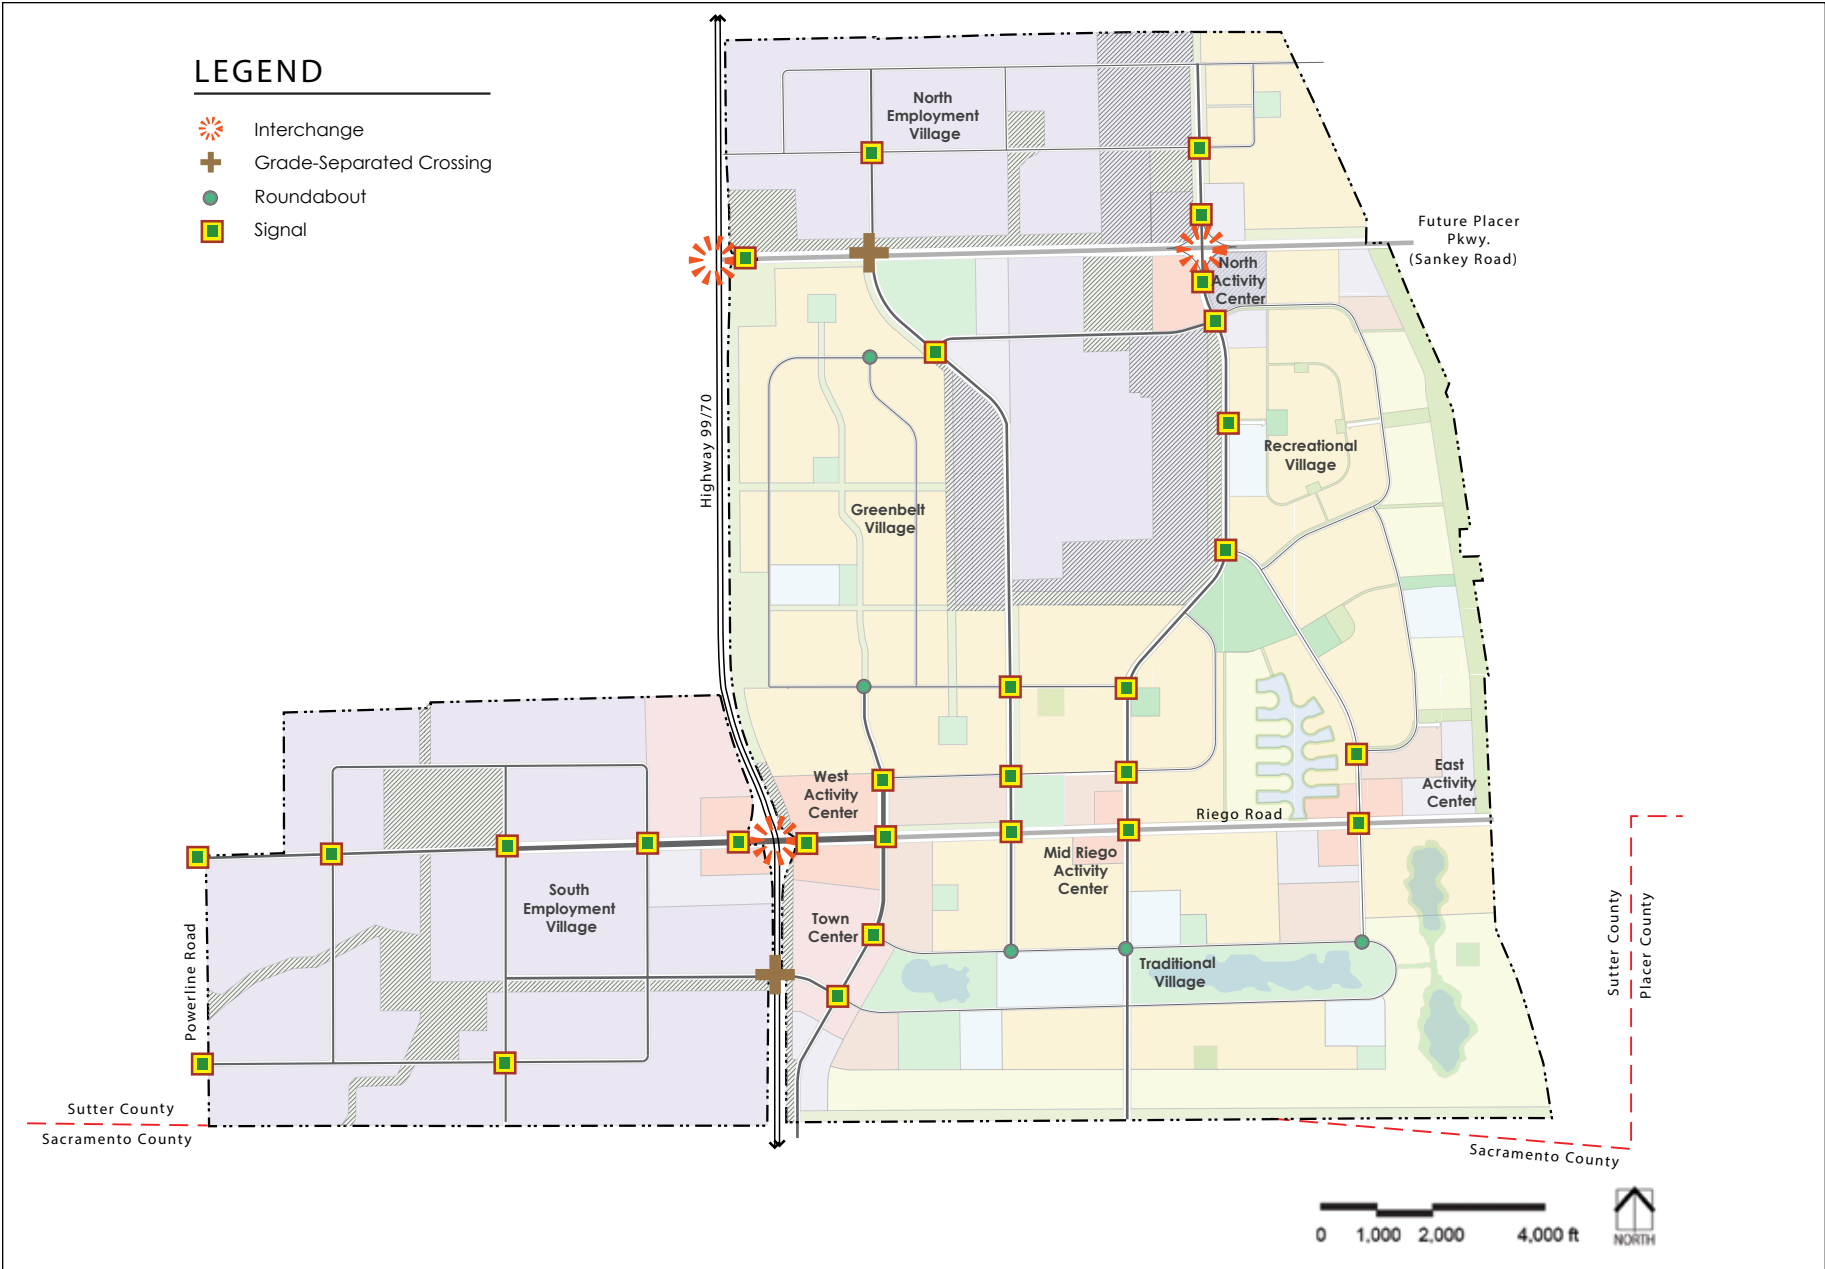 LEGEND
Interchange
Grade-Separated Crossing
Roundabout
Signal
North
Employment
Village
Future Placer
Pkwy.
(Sankey Road)
North
Activity
Center
Highway 99/70
Recreational
Village
Greenbelt
Village
West
Activity
Center
East
Activity
Center
Riego Road
Mid Riego
Activity
Center
South
Employment
Village
Town
Center
Traditional
Village
Powerline Road
Sutter County
Placer County
Sutter County
Sacramento County
Sacramento County
0 1,000 2,000 4,000 ft
NORTH